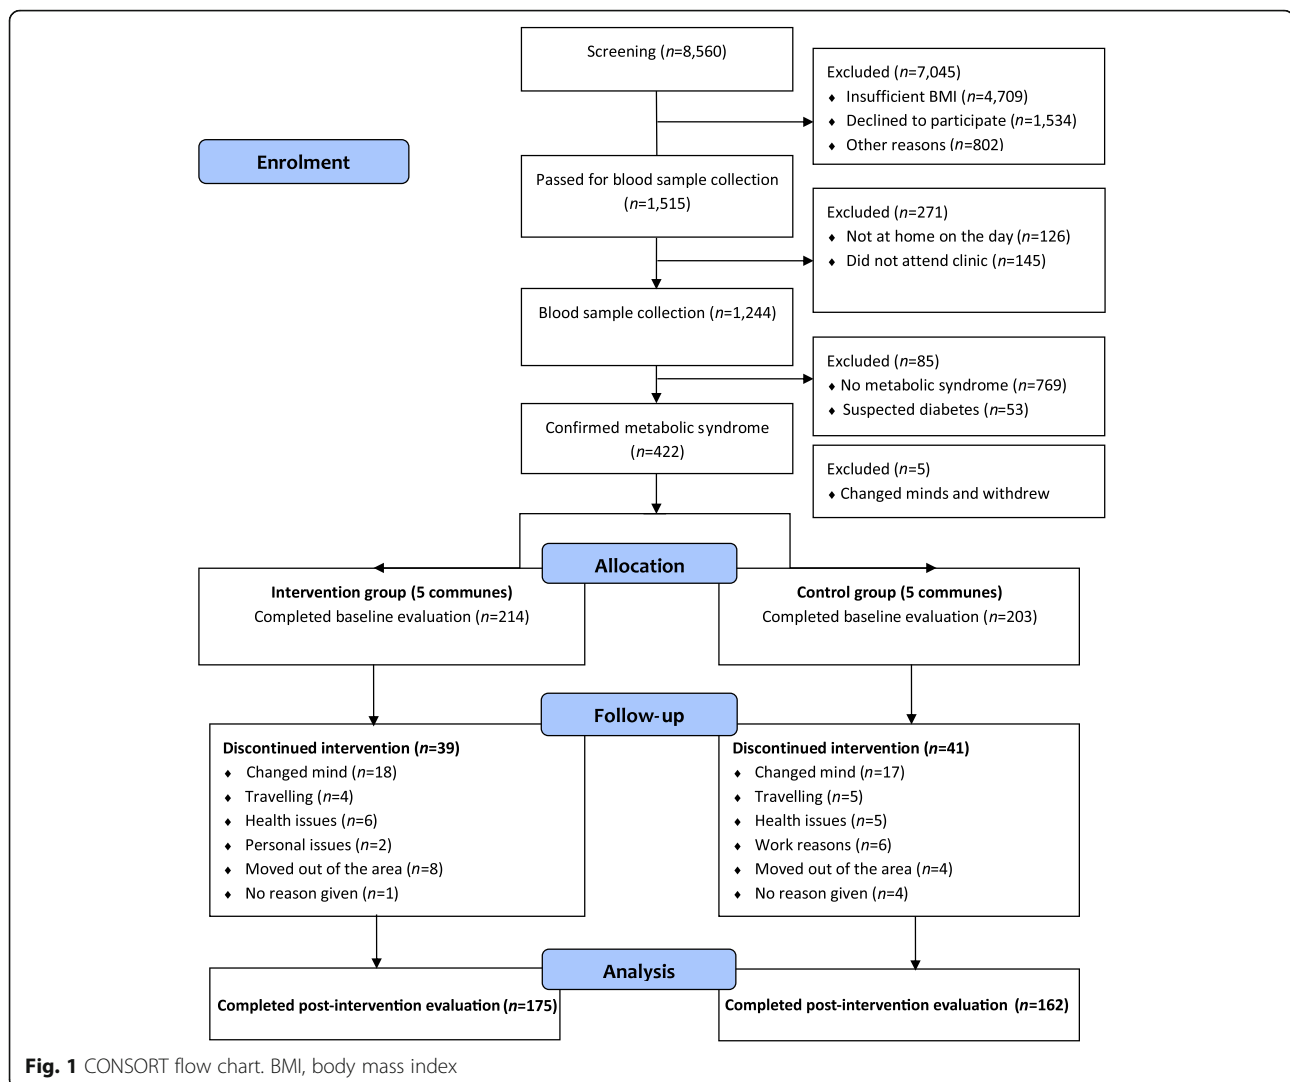 Screening (n=8,560)
Excluded (n=7,045)
♦ Insufficient BMI (n=4,709)
♦ Declined to participate (n=1,534)
♦ Other reasons (n=802)
Enrolment
Passed for blood sample collection
(n=1,515)
Excluded (n=271)
♦ Not at home on the day (n=126)
♦ Did not attend clinic (n=145)
Blood sample collection (n=1,244)
Excluded (n=85)
♦ No metabolic syndrome (n=769)
♦ Suspected diabetes (n=53)
Confirmed metabolic syndrome
(n=422)
Excluded (n=5)
♦ Changed minds and withdrew
Allocation
Intervention group (5 communes)
Completed baseline evaluation (n=214)
Control group (5 communes)
Completed baseline evaluation (n=203)
Follow-up
Discontinued intervention (n=39)
♦ Changed mind (n=18)
♦ Travelling (n=4)
♦ Health issues (n=6)
♦ Personal issues (n=2)
♦ Moved out of the area (n=8)
♦ No reason given (n=1)
Discontinued intervention (n=41)
♦ Changed mind (n=17)
♦ Travelling (n=5)
♦ Health issues (n=5)
♦ Work reasons (n=6)
♦ Moved out of the area (n=4)
♦ No reason given (n=4)
Analysis
Completed post-intervention evaluation (n=175)
Completed post-intervention evaluation (n=162)
Fig. 1 CONSORT flow chart. BMI, body mass index